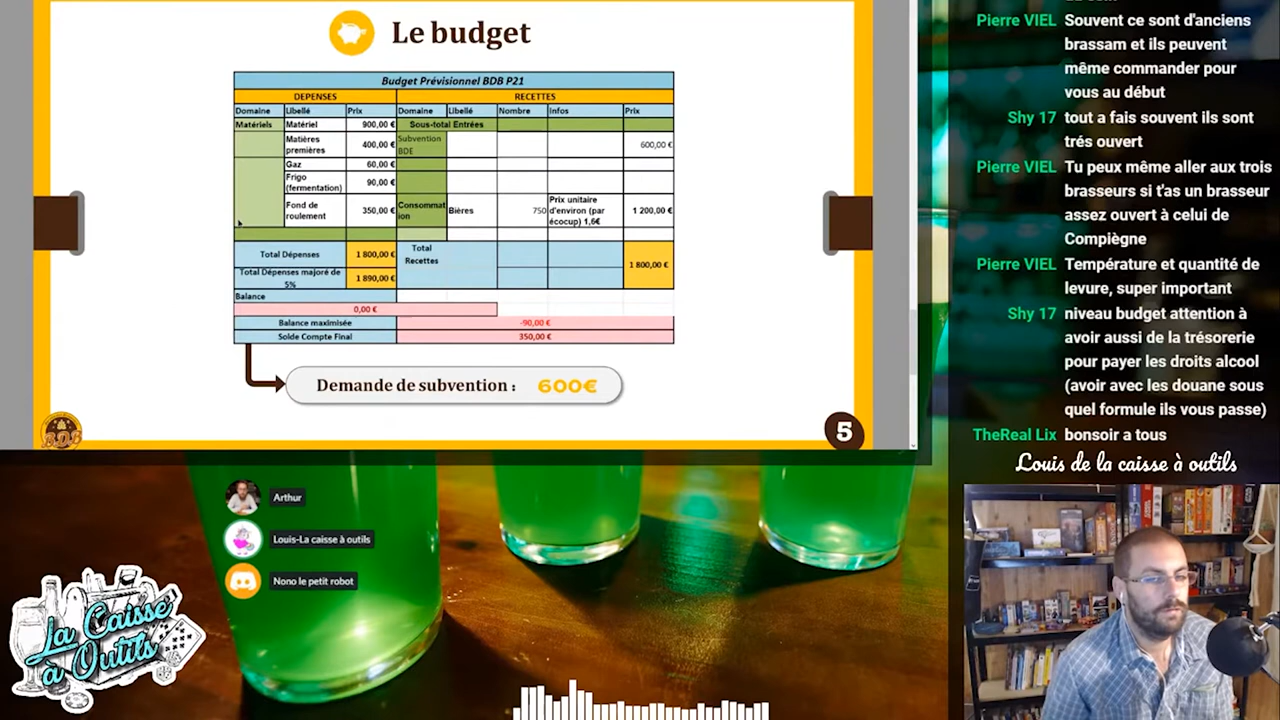 Le budget
Budget Prévisionnel BDB P21
DEPENSES RECETTES
Domaine Libellé Prix Domaine Libellé Nombre Infos Prix
Matériels Matériel 900,00 € Sous-total Entrées
Matières premières 400,00 € Subvention BDE 600,00 €
Gaz 60,00 €
Frigo (fermentation) 90,00 €
Fond de roulement 350,00 € Consommation Bières 750 Prix unitaire d'environ (par écocup) 1,6€ 1 200,00 €
Total Dépenses 1 800,00 € Total Recettes 1 800,00 €
Total Dépenses majoré de 5% 1 890,00 €
Balance
0,00 €
Balance maximisée -90,00 €
Solde Compte Final 350,00 €
Demande de subvention : 600€
BDB
5
Pierre VIEL Souvent ce sont d'anciens
brassam et ils peuvent
même commander pour
vous au début
Shy 17 tout a fais souvent ils sont
trés ouvert
Pierre VIEL Tu peux même aller aux trois
brasseurs si t'as un brasseur
assez ouvert à celui de
Compiègne
Pierre VIEL Température et quantité de
levure, super important
Shy 17 niveau budget attention à
avoir aussi de la trésorerie
pour payer les droits alcool
(avoir avec les douane sous
quel formule ils vous passe)
TheReal Lix bonsoir a tous
Louis de la caisse à outils
Arthur
Louis-La caisse à outils
Nono le petit robot
La Caisse
à Outils